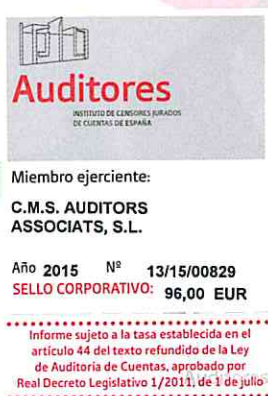 Auditores
INSTITUTO DE CENSORES JURADOS
DE CUENTAS DE ESPAÑA
Miembro ejerciente:
C.M.S. AUDITORS
ASSOCIATS, S.L.
Año 2015 Nº 13/15/00829
SELLO CORPORATIVO: 96,00 EUR
Informe sujeto a la tasa establecida en el
artículo 44 del texto refundido de la Ley
de Auditoría de Cuentas, aprobado por
Real Decreto Legislativo 1/2011, de 1 de julio